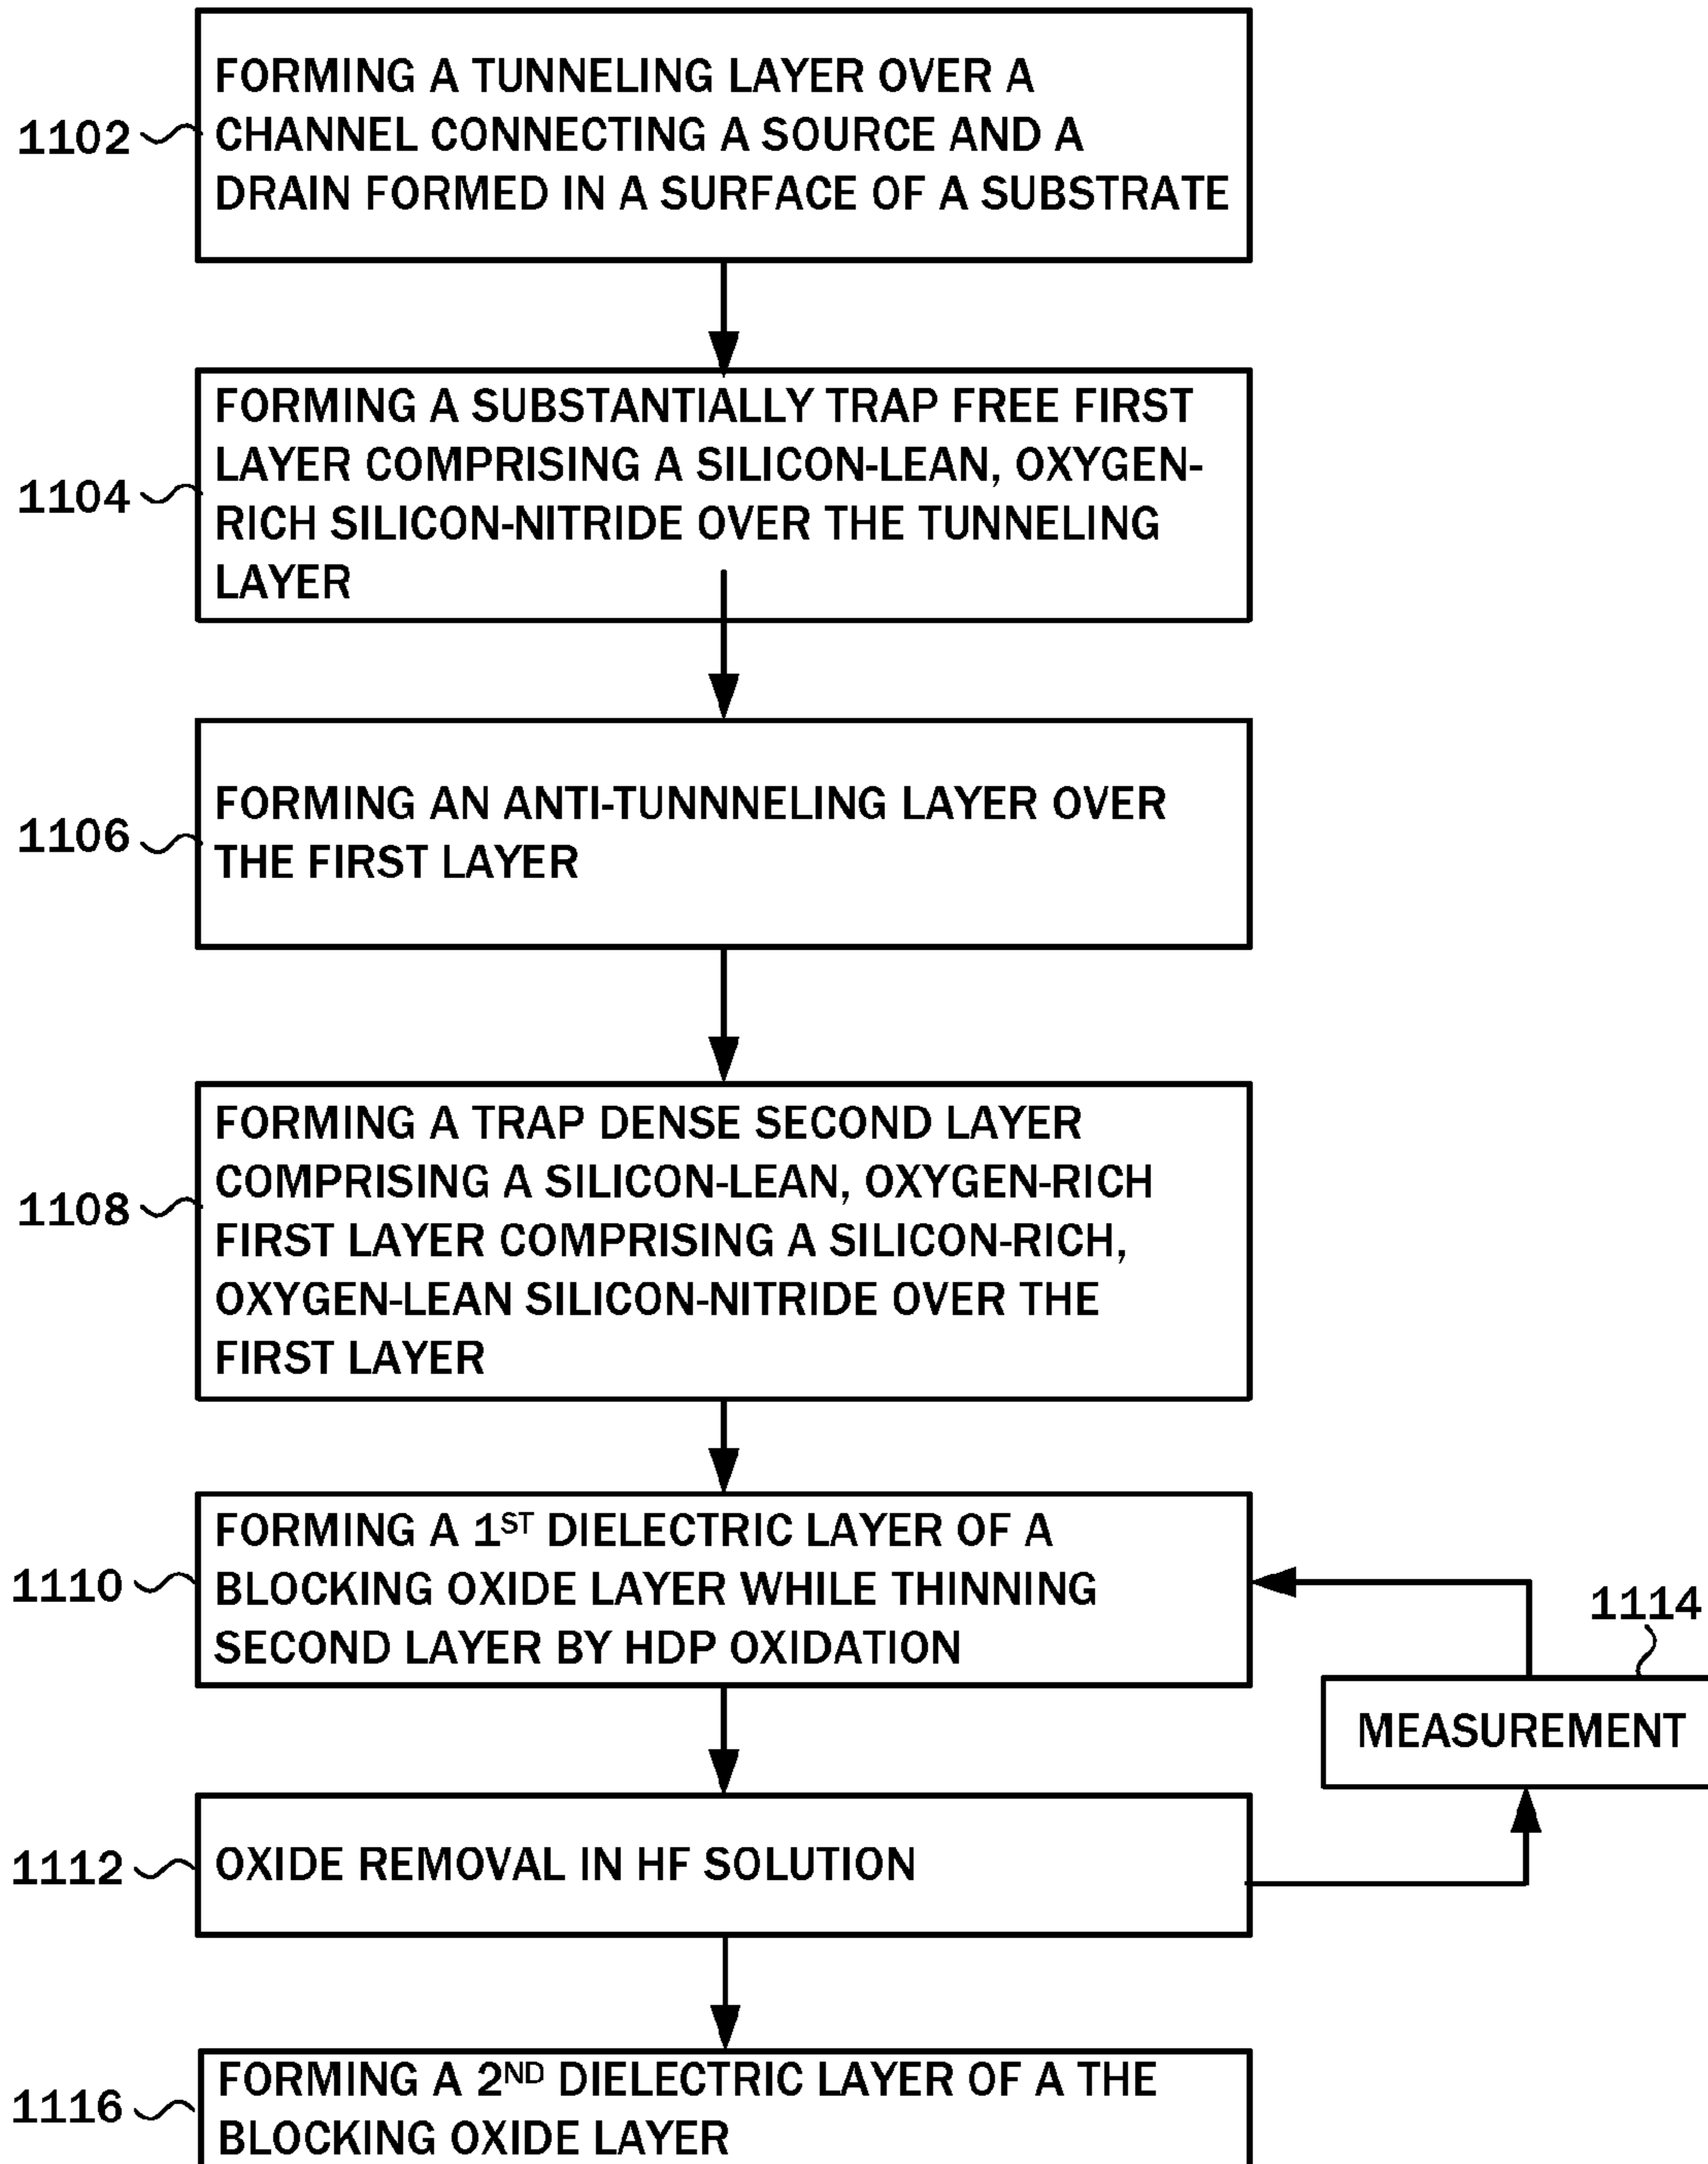 FORMING A TUNNELING LAYER OVER A
1102 CHANNEL CONNECTING A SOURCE AND A
DRAIN FORMED IN A SURFACE OF A SUBSTRATE
FORMING A SUBSTANTIALLY TRAP FREE FIRST
LAYER COMPRISING A SILICON-LEAN, OXYGEN-
1104
RICH SILICON-NITRIDE OVER THE TUNNELING
LAYER
FORMING AN ANTI-TUNNNELING LAYER OVER
1106
THE FIRST LAYER
FORMING A TRAP DENSE SECOND LAYER
COMPRISING A SILICON-LEAN, OXYGEN-RICH
1108
FIRST LAYER COMPRISING A SILICON-RICH,
OXYGEN-LEAN SILICON-NITRIDE OVER THE
FIRST LAYER
FORMING A 1ST DIELECTRIC LAYER OF A
1110 BLOCKING OXIDE LAYER WHILE THINNING
SECOND LAYER BY HDP OXIDATION
1114
MEASUREMENT
1112 OXIDE REMOVAL IN HF SOLUTION
FORMING A 2ND DIELECTRIC LAYER OF A THE
1116
BLOCKING OXIDE LAYER